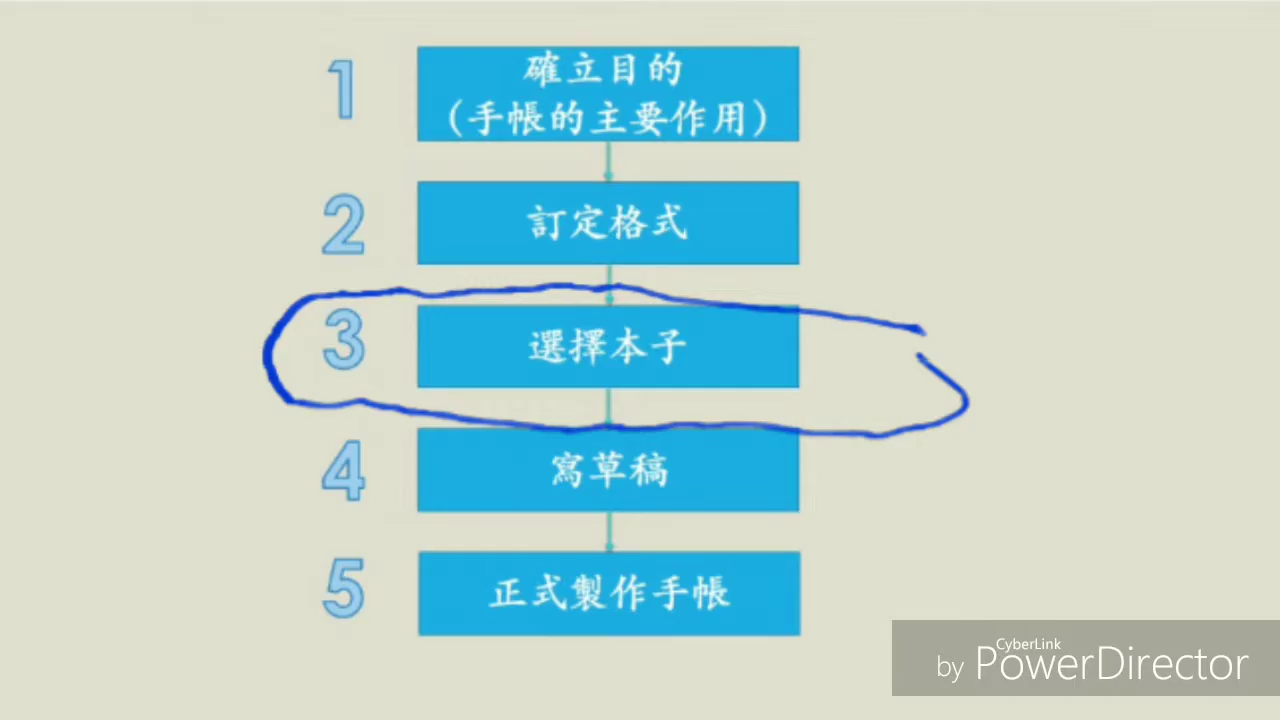 1
確立目的
（手帳的主要作用）
2
訂定格式
3
選擇本子
4
寫草稿
5
正式製作手帳
CyberLink
by PowerDirector